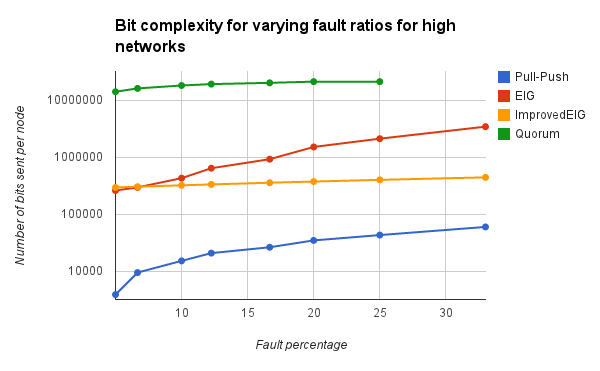 Bit complexity for varying fault ratios for high
networks
Number of bits sent per node
10000000
1000000
100000
10000
10
15
20
25
30
Fault percentage
Pull-Push
EIG
ImprovedEIG
Quorum